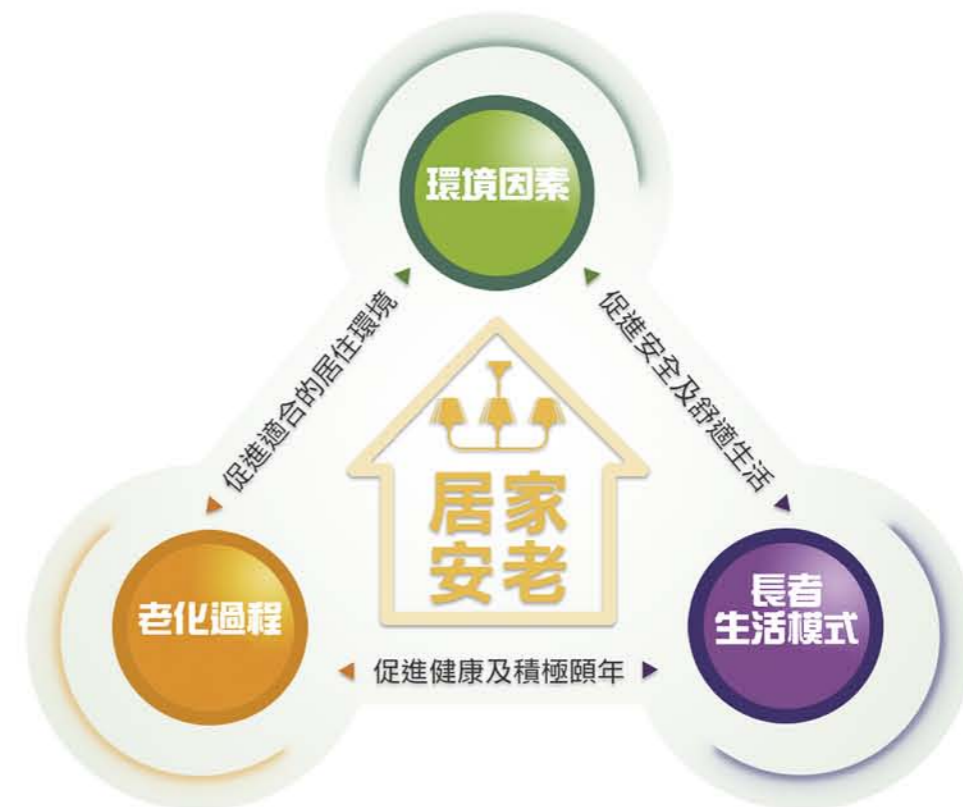 環境因素
促進適合的居住環境
促進安全及舒適生活
居家
安老
老化過程
長者
生活模式
促進健康及積極頤年